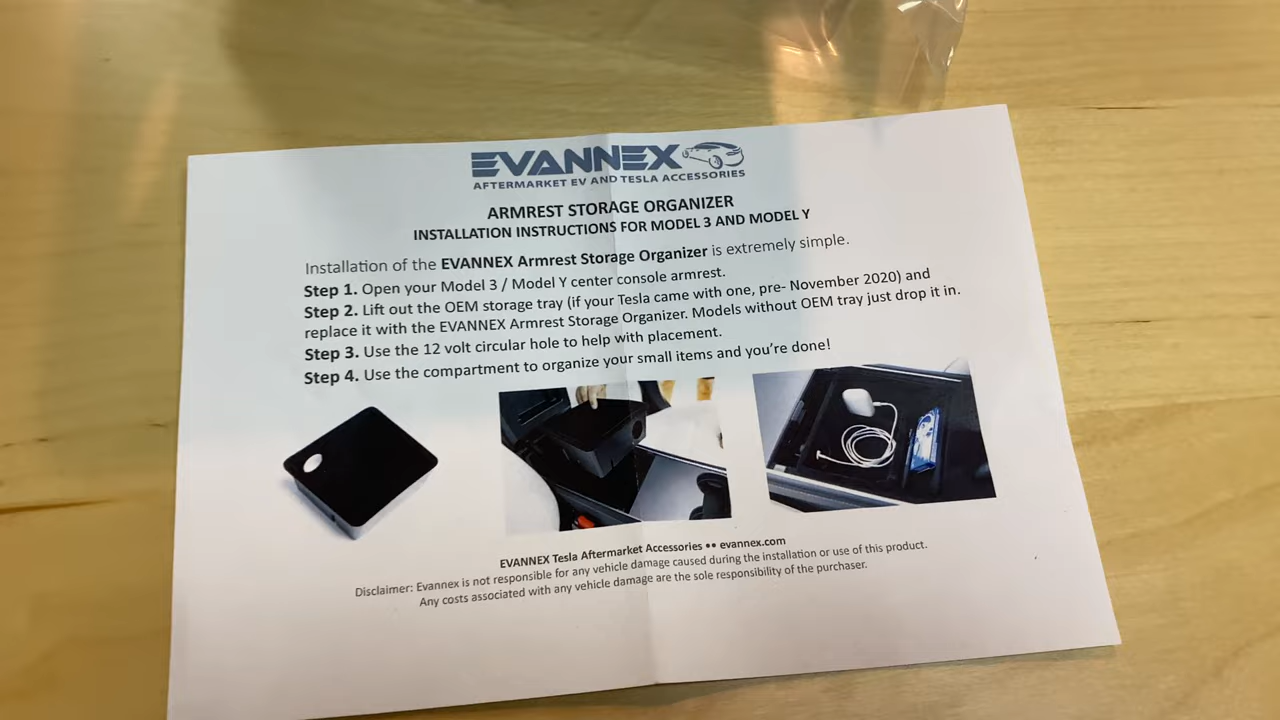 EVANNEX
AFTERMARKET EV AND TESLA ACCESSORIES
ARMREST STORAGE ORGANIZER
INSTALLATION INSTRUCTIONS FOR MODEL 3 AND MODEL Y
Installation of the EVANNEX Armrest Storage Organizer is extremely simple.
Step 1. Open your Model 3 / Model Y center console armrest.
Step 2. Lift out the OEM storage tray (if your Tesla came with one, pre- November 2020) and
replace it with the EVANNEX Armrest Storage Organizer. Models without OEM tray just drop it in.
Step 3. Use the 12 volt circular hole to help with placement.
Step 4. Use the compartment to organize your small items and you're done!
EVANNEX Tesla Aftermarket Accessories •• evannex.com
Disclaimer: Evannex is not responsible for any vehicle damage caused during the installation or use of this product.
Any costs associated with any vehicle damage are the sole responsibility of the purchaser.